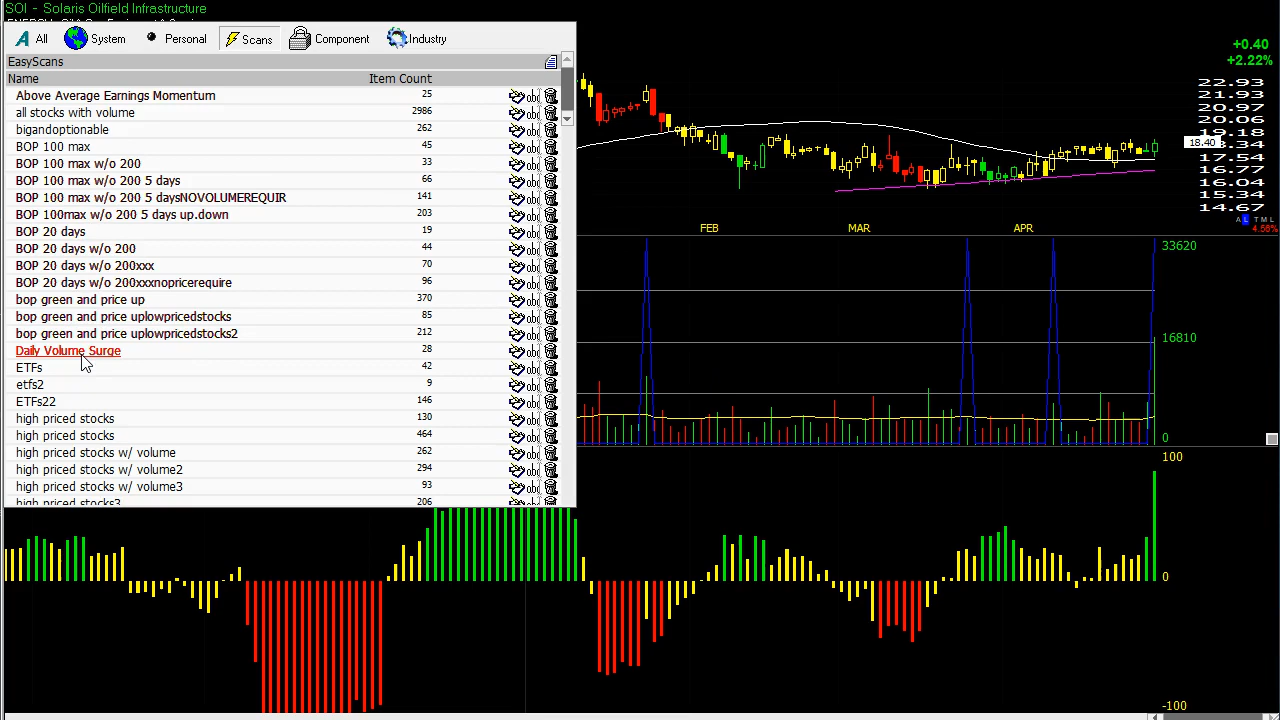 SOI - Solaris Oilfield Infrastructure
All System Personal Scans Component Industry
EasyScans
Name Item Count
Above Average Earnings Momentum 25
all stocks with volume 2986
bigandoptionable 262
BOP 100 max 45
BOP 100 max w/o 200 33
BOP 100 max w/o 200 5 days 66
BOP 100 max w/o 200 5 daysNOVOLUMEREQUIR 141
BOP 100max w/o 200 5 days up.down 203
BOP 20 days 19
BOP 20 days w/o 200 44
BOP 20 days w/o 200xxx 70
BOP 20 days w/o 200xxxnopricerequire 96
bop green and price up 370
bop green and price uplowpricedstocks 85
bop green and price uplowpricedstocks2 212
Daily Volume Surge 28
ETFs 42
etfs2 9
ETFs22 146
high priced stocks 130
high priced stocks 464
high priced stocks w/ volume 262
high priced stocks w/ volume2 294
high priced stocks w/ volume3 93
high priced stocks3 206
+0.40
+2.22%
22.93
21.93
20.97
20.06
19.18
18.40
17.54
16.77
16.04
15.34
14.67
A L T M L
4.58%
FEB MAR APR
33620
16810
0
100
0
-100